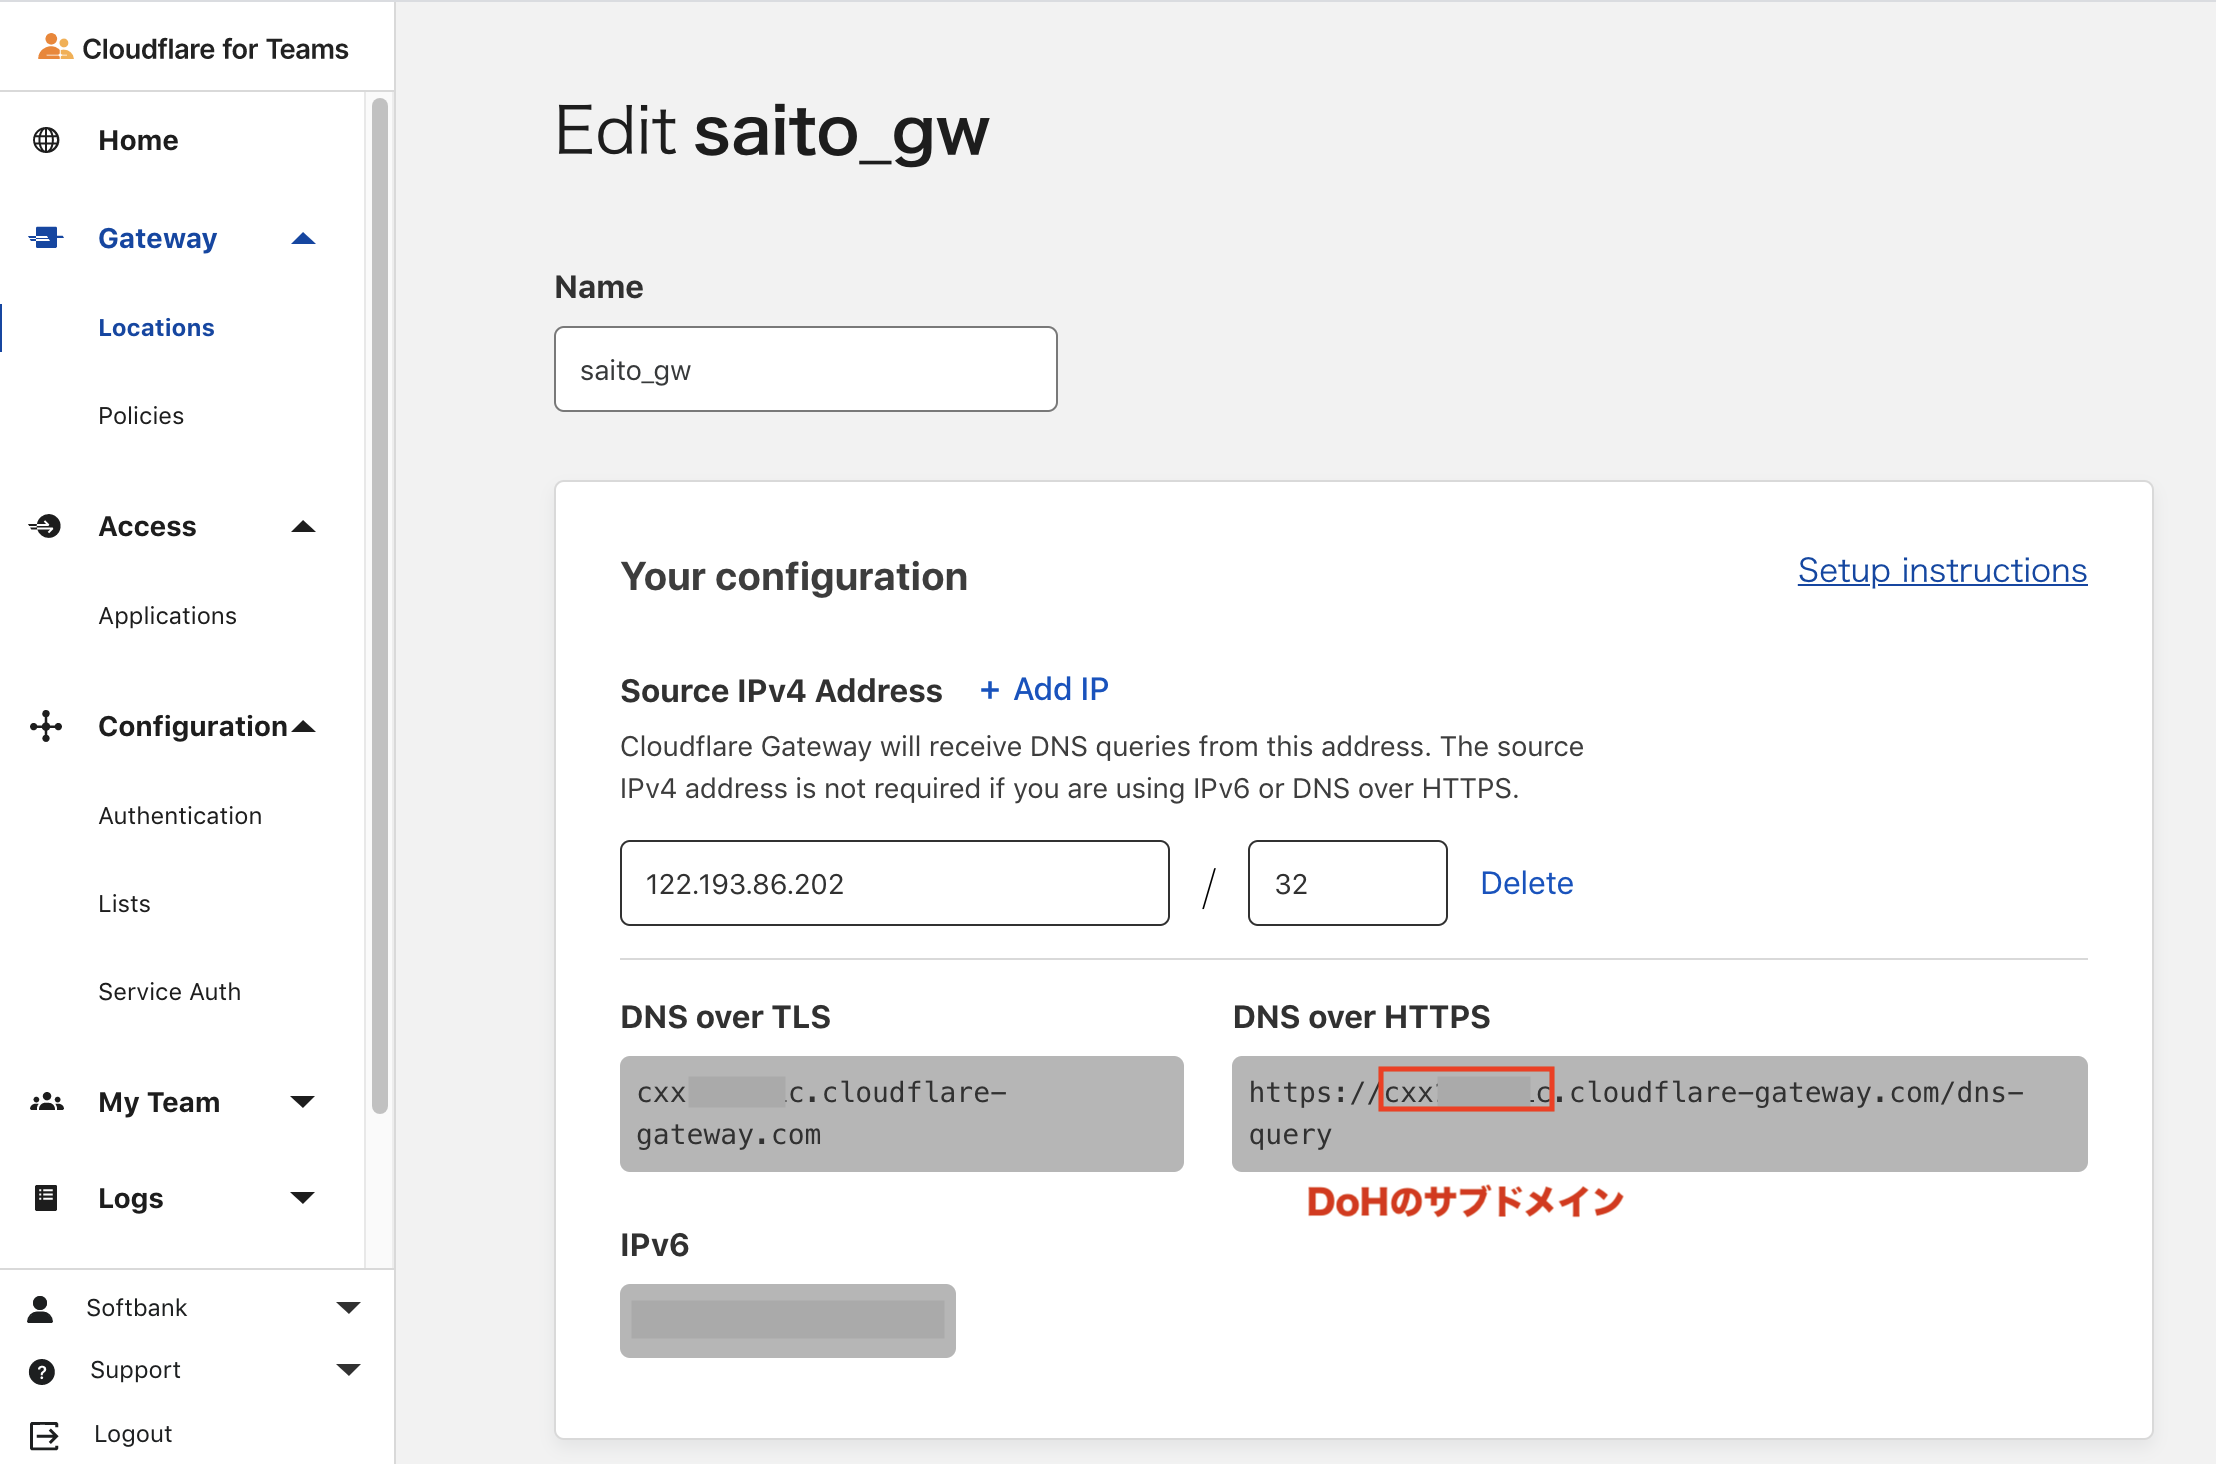 Cloudflare for Teams
Home
Gateway
Locations
Policies
Access
Applications
Configuration
Authentication
Lists
Service Auth
My Team
Logs
Softbank
Support
Logout
Edit saito_gw
Name
saito_gw
Your configuration
Setup instructions
Source IPv4 Address + Add IP
Cloudflare Gateway will receive DNS queries from this address. The source
IPv4 address is not required if you are using IPv6 or DNS over HTTPS.
122.193.86.202 / 32 Delete
DNS over TLS
cxx c.cloudflare-
gateway.com
DNS over HTTPS
https://cxx c.cloudflare-gateway.com/dns-
query
DoHのサブドメイン
IPv6